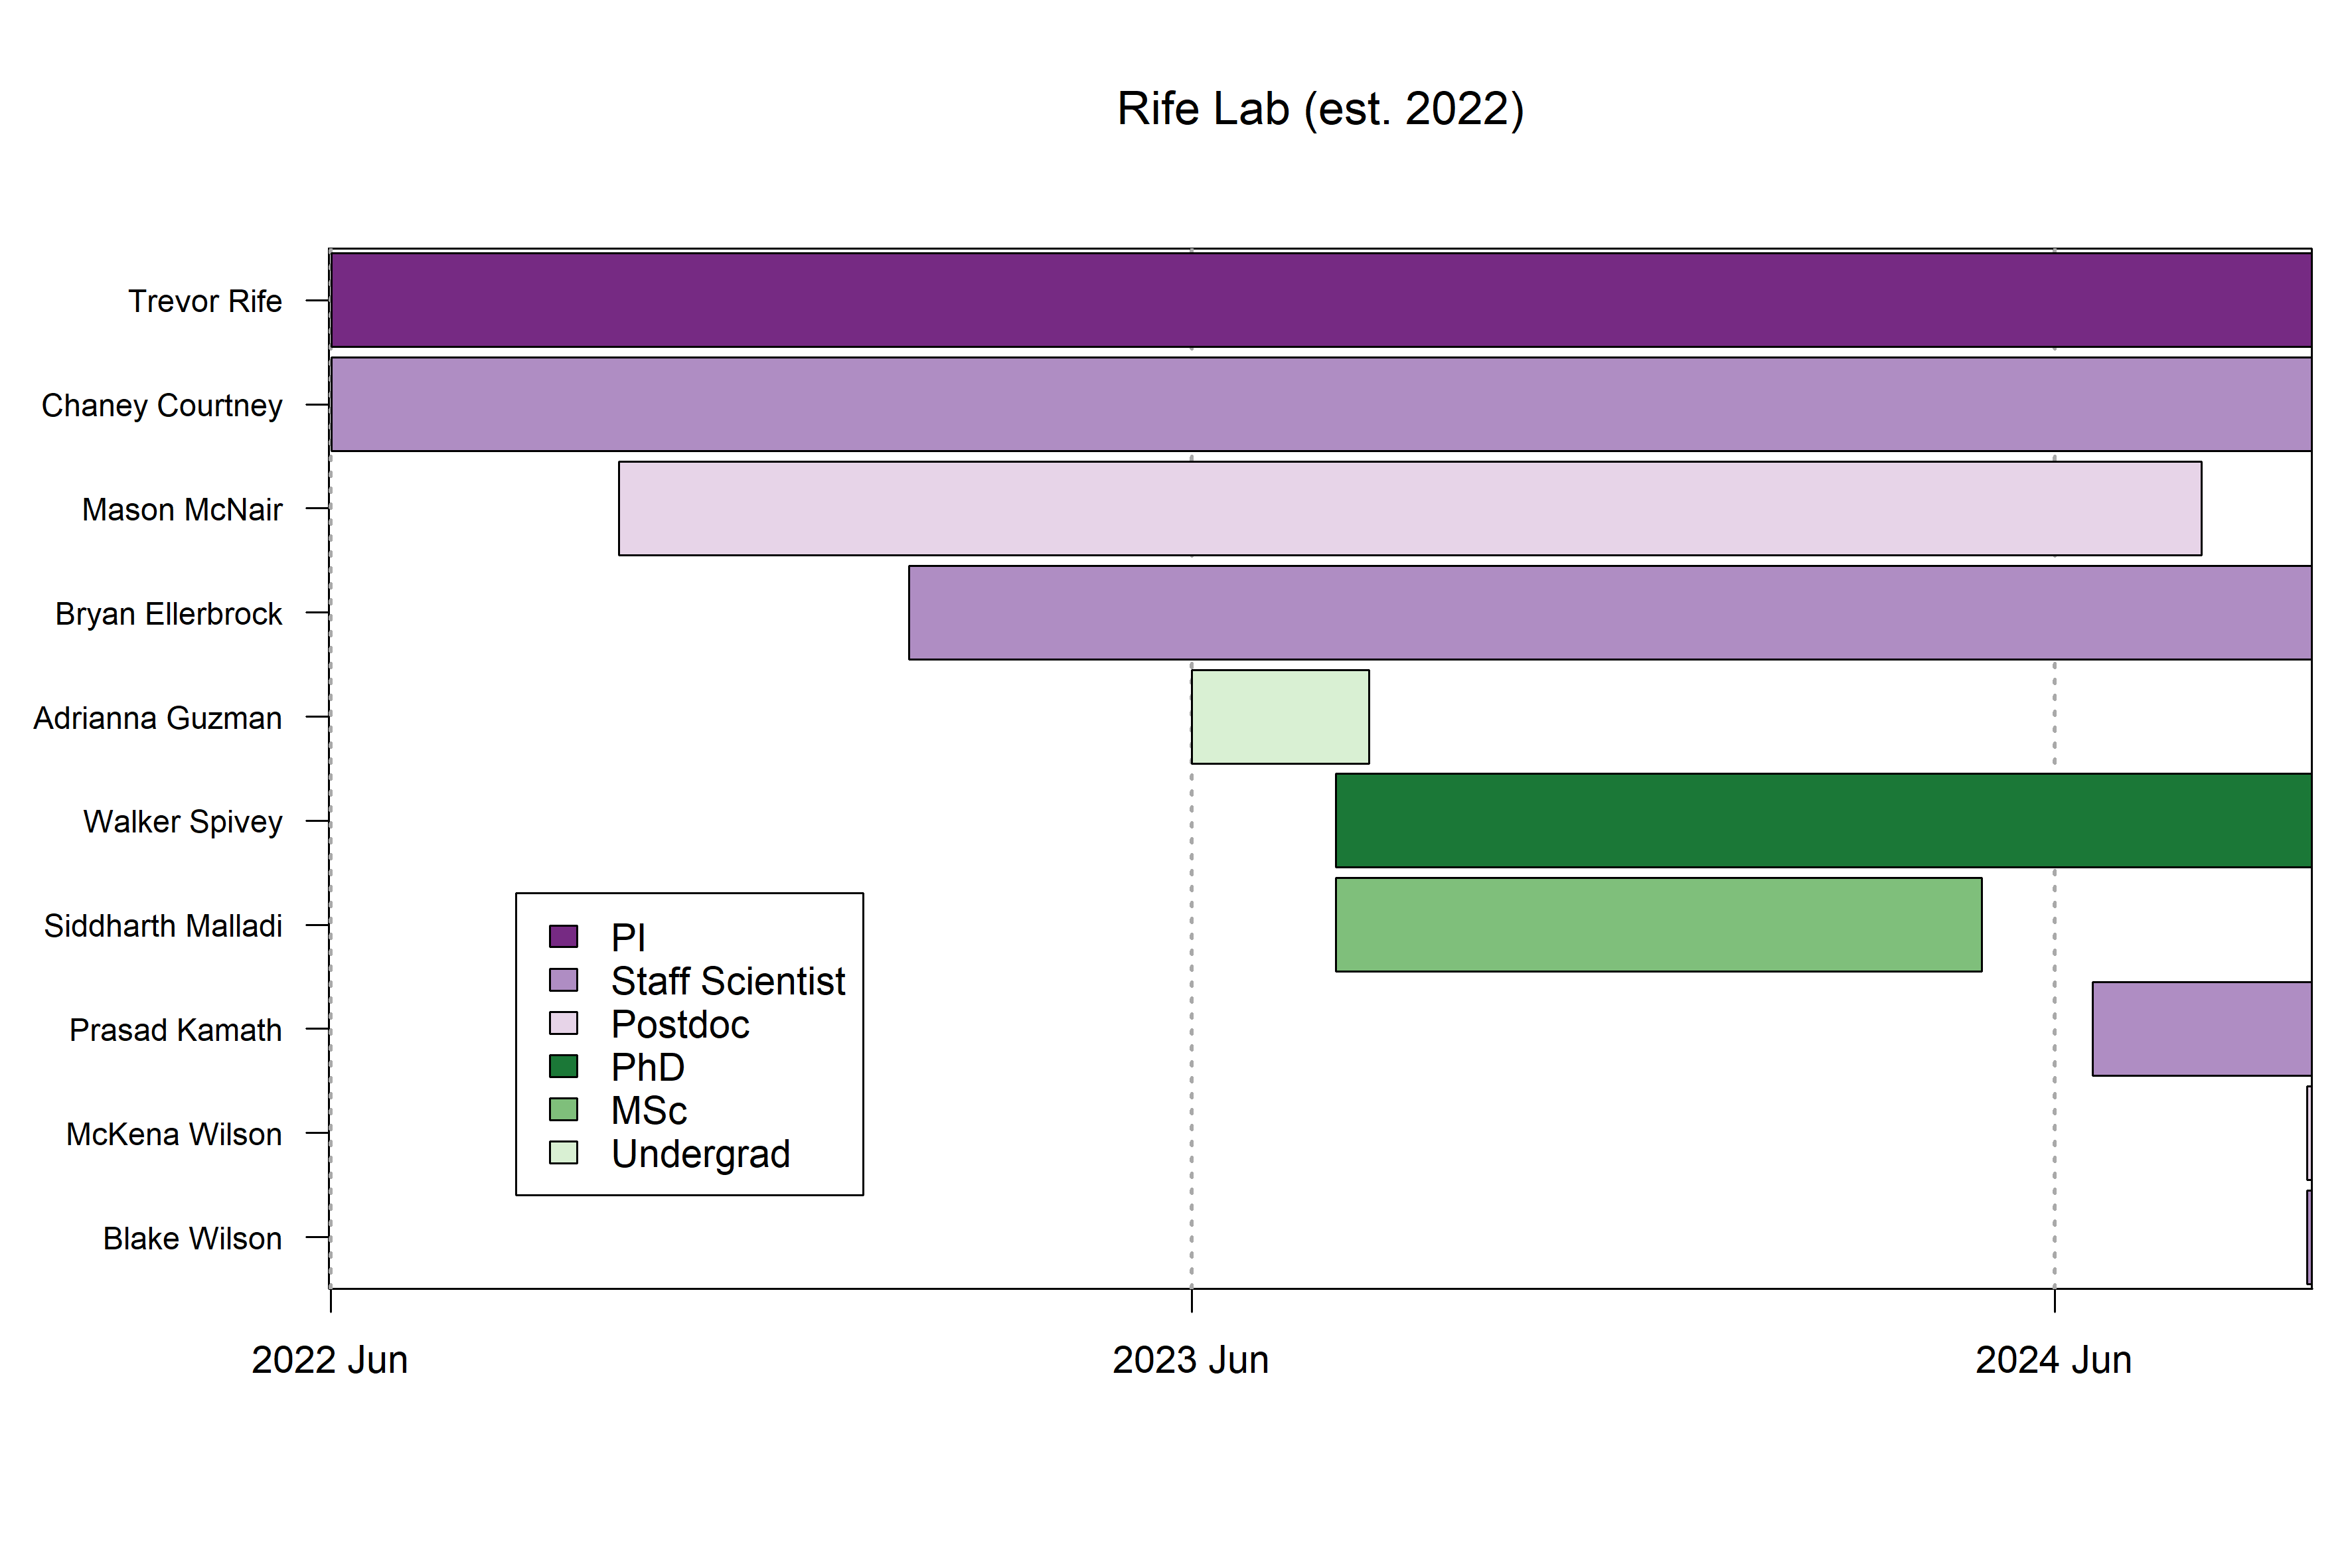 Rife Lab (est. 2022)
Trevor Rife
Chaney Courtney
Mason McNair
Bryan Ellerbrock
Adrianna Guzman
Walker Spivey
Siddharth Malladi
Prasad Kamath
McKena Wilson
Blake Wilson
PI
Staff Scientist
Postdoc
PhD
MSc
Undergrad
2022 Jun
2023 Jun
2024 Jun